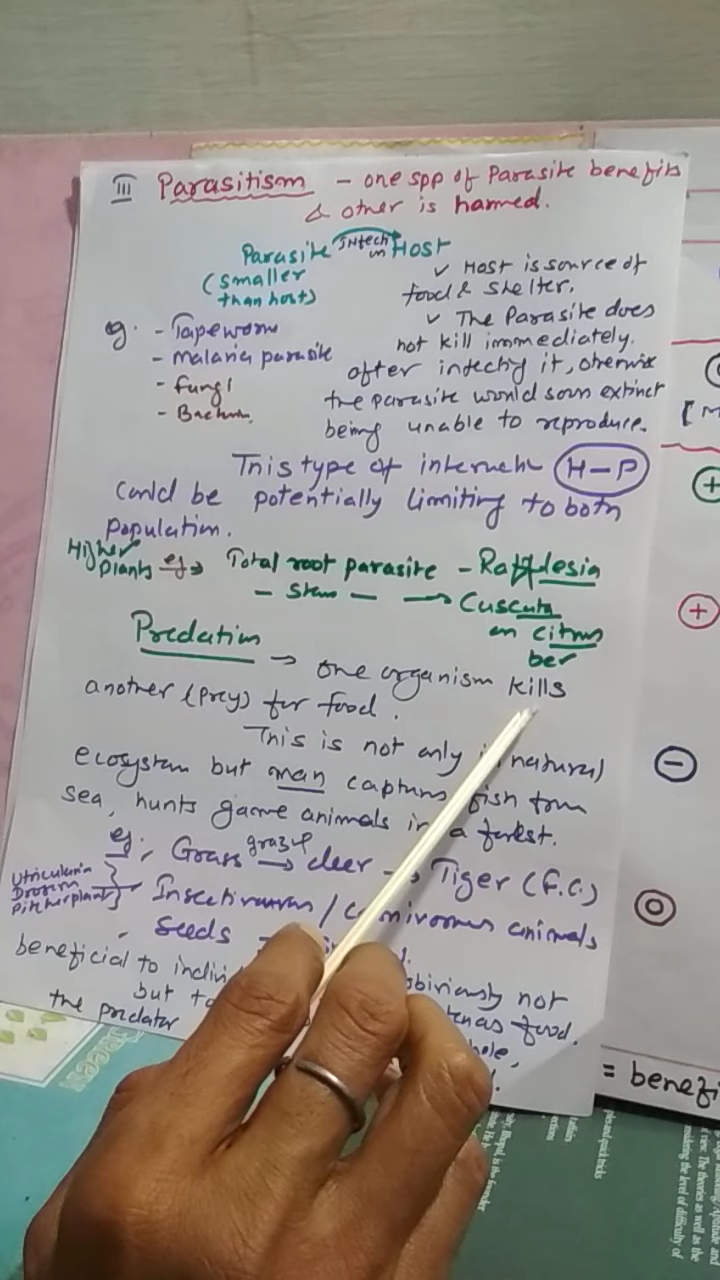 III Parasitism - one spp of Parasite benefits
& other is harmed.
Parasite Host
(smaller
than host)
✓ Host is source of
food & shelter.
✓ The Parasite does
not kill immediately.
after infecting it, otherwise
the parasite would soon extinct
being unable to reproduce.
eg. - Tapeworm
- malaria parasite
- fungi
- Bacteria.
This type of H-P
could be potentially limiting to both
population.
Higher
Plants eg → Total root parasite - Rafflesia
- Stem - → Cuscuta
on citrus
ber
Predation
→ one organism kills
another (prey) for food.
This is not only natural
ecosystem but man captures fish from
sea, hunts game animals in a forest.
eg. Grass → deer → Tiger (F.C.)
Utricularia
Drosera
Pitcher plant
Insectivorous / carnivorous animals
Seeds
beneficial to obviously not
but to food.
the predator
= benefi